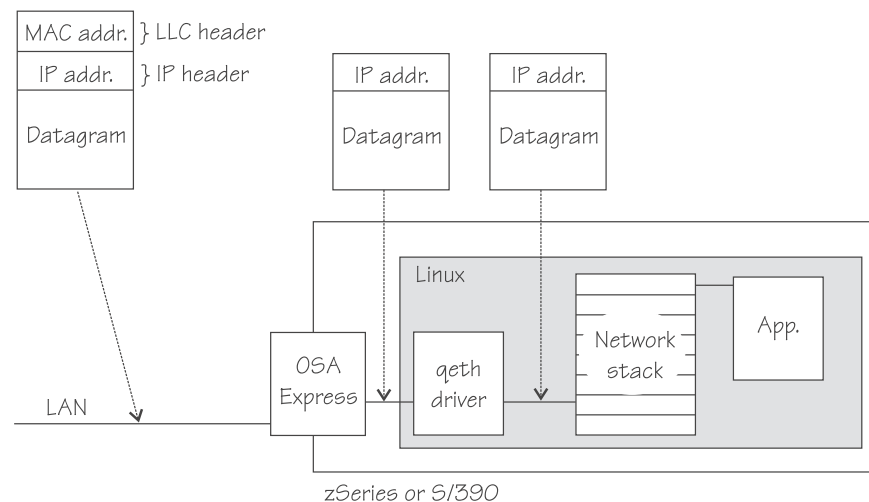 MAC addr. } LLC header
IP addr. } IP header
Datagram
IP addr.
Datagram
IP addr.
Datagram
Linux
Network
stack
App.
OSA
Express
qeth
driver
LAN
zSeries or S/390